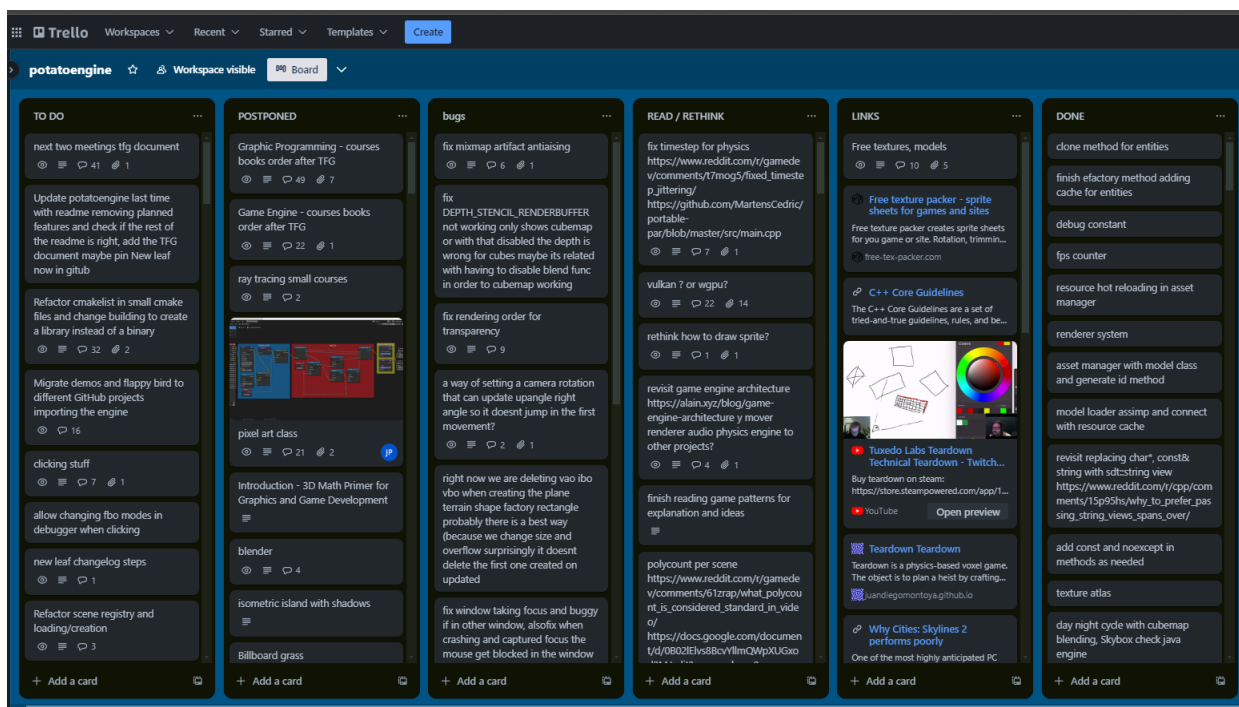 Trello
Workspaces
Recent
Starred
Templates
Create
potatoengine
Workspace visible
Board
TO DO
next two meetings tfg document
41 1
Update potatoengine last time
with readme removing planned
features and check if the rest of
the readme is right, add the TFG
document maybe pin New leaf
now in gitub
Refactor cmakelist in small cmake
files and change building to create
a library instead of a binary
32 2
Migrate demos and flappy bird to
different GitHub projects
importing the engine
16
clicking stuff
7 1
allow changing fbo modes in
debugger when clicking
new leaf changelog steps
1
Refactor scene registry and
loading/creation
3
+ Add a card
POSTPONED
Graphic Programming - courses
books order after TFG
49 7
Game Engine - courses books
order after TFG
22 1
ray tracing small courses
2
pixel art class
21 2
JP
Introduction - 3D Math Primer for
Graphics and Game Development
blender
4
isometric island with shadows
Billboard grass
+ Add a card
bugs
fix mixmap artifact antiaising
6 1
fix
DEPTH_STENCIL_RENDERBUFFER
not working only shows cubemap
or with that disabled the depth is
wrong for cubes maybe its related
with having to disable blend func
in order to cubemap working
fix rendering order for
transparency
9
a way of setting a camera rotation
that can update upangle right
angle so it doesnt jump in the first
movement?
2 1
right now we are deleting vao ibo
vbo when creating the plane
terrain shape factory rectangle
probably there is a best way
(because we change size and
overflow surprisingly it doesnt
delete the first one created on
updated
fix window taking focus and buggy
if in other window, alsofix when
crashing and captured focus the
mouse get blocked in the window
+ Add a card
READ / RETHINK
fix timestep for physics
https://www.reddit.com/r/gamede
v/comments/t7mog5/fixed_timeste
p_jittering/
https://github.com/MartensCedric/
portable-
par/blob/master/src/main.cpp
7 1
vulkan ? or wgpu?
22 14
rethink how to draw sprite?
1 1
revisit game engine architecture
https://alain.xyz/blog/game-
engine-architecture y mover
renderer audio physics engine to
other projects?
4 1
finish reading game patterns for
explanation and ideas
polycount per scene
https://www.reddit.com/r/gamede
v/comments/61zrap/what_polycou
nt_is_considered_standard_in_vide
o/
https://docs.google.com/documen
+ Add a card
LINKS
Free textures, models
10 5
Free texture packer - sprite
sheets for games and sites
Free texture packer creates sprite sheets
for you game or site. Rotation, trimmin...
free-tex-packer.com
C++ Core Guidelines
The C++ Core Guidelines are a set of
tried-and-true guidelines, rules, and be...
Tuxedo Labs Teardown
Technical Teardown - Twitch...
Buy teardown on steam:
https://store.steampowered.com/app/1...
YouTube
Open preview
Teardown Teardown
Teardown is a physics-based voxel game.
The object is to plan a heist by crafting...
juandiegomontoya.github.io
Why Cities: Skylines 2
performs poorly
One of the most highly anticipated PC
+ Add a card
DONE
clone method for entities
finish efactory method adding
cache for entities
debug constant
fps counter
resource hot reloading in asset
manager
renderer system
asset manager with model class
and generate id method
model loader assimp and connect
with resource cache
revisit replacing char*, const&
string with sdt::string view
https://www.reddit.com/r/cpp/com
ments/15p95hs/why_to_prefer_pas
sing_string_views_spans_over/
add const and noexcept in
methods as needed
texture atlas
day night cycle with cubemap
blending, Skybox check java
engine
+ Add a card